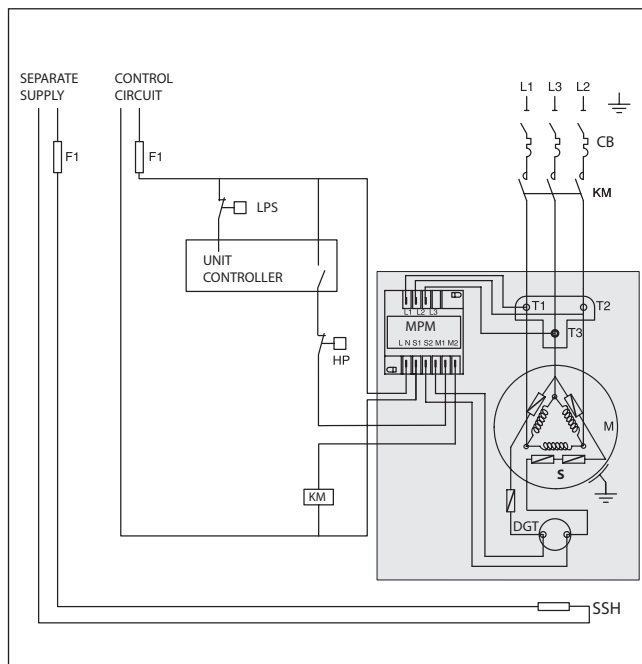 SEPARATE
SUPPLY
CONTROL
CIRCUIT
L1 L3 L2
F1
F1
CB
LPS
KM
UNIT
CONTROLLER
L1 L2 L3
T1
T2
MPM
T3
L N S1 S2 M1 M2
HP
M
S
KM
DGT
SSH